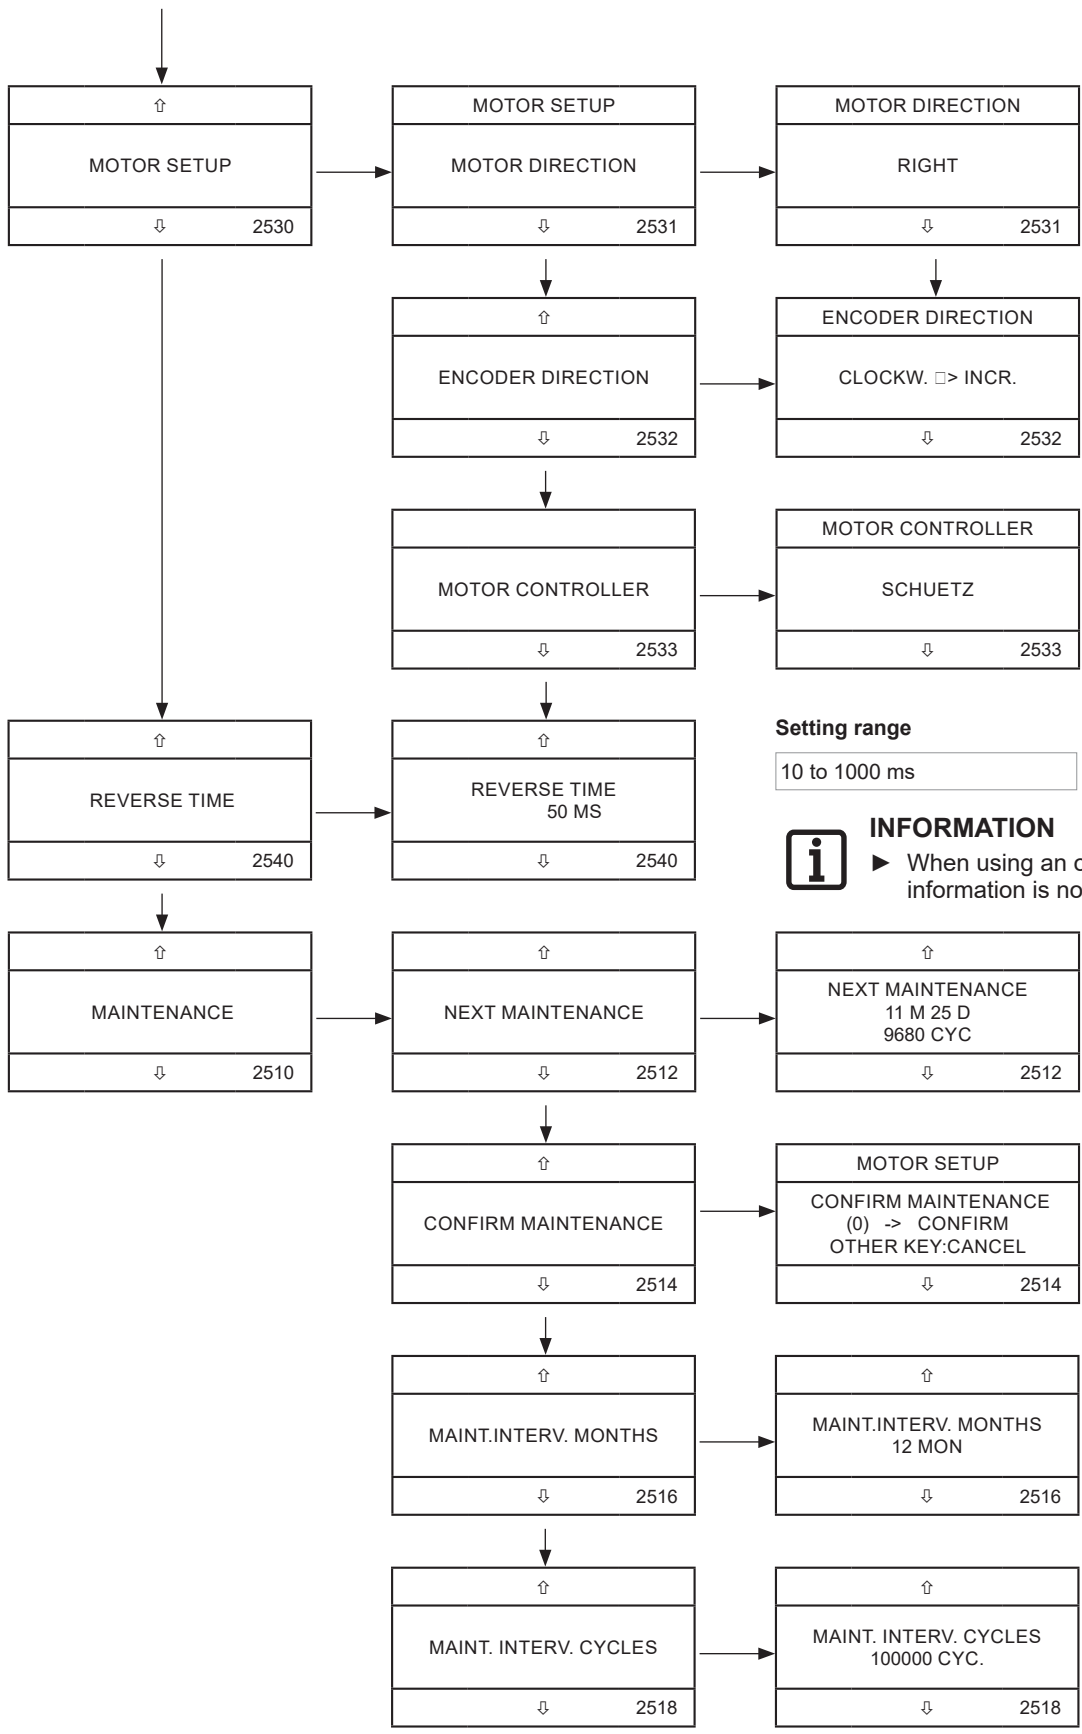 ⇧ MOTOR SETUP MOTOR DIRECTION
MOTOR SETUP MOTOR DIRECTION RIGHT
⇩ 2530 ⇩ 2531 ⇩ 2531
⇧ ENCODER DIRECTION
ENCODER DIRECTION CLOCKW. □> INCR.
⇩ 2532 ⇩ 2532
MOTOR CONTROLLER
MOTOR CONTROLLER SCHUETZ
⇩ 2533 ⇩ 2533
⇧ ⇧
REVERSE TIME
⇩ 2540
REVERSE TIME
50 MS
⇩ 2540
Setting range
10 to 1000 ms
INFORMATION
► When using an
information is
⇧ ⇧ ⇧
MAINTENANCE
⇩ 2510
NEXT MAINTENANCE
⇩ 2512
NEXT MAINTENANCE
11 M 25 D
9680 CYC
⇩ 2512
⇧ MOTOR SETUP
CONFIRM MAINTENANCE
⇩ 2514
CONFIRM MAINTENANCE
(0) -> CONFIRM
OTHER KEY:CANCEL
⇩ 2514
⇧ ⇧
MAINT.INTERV. MONTHS
⇩ 2516
MAINT.INTERV. MONTHS
12 MON
⇩ 2516
⇧ ⇧
MAINT. INTERV. CYCLES
⇩ 2518
MAINT. INTERV. CYCLES
100000 CYC.
⇩ 2518